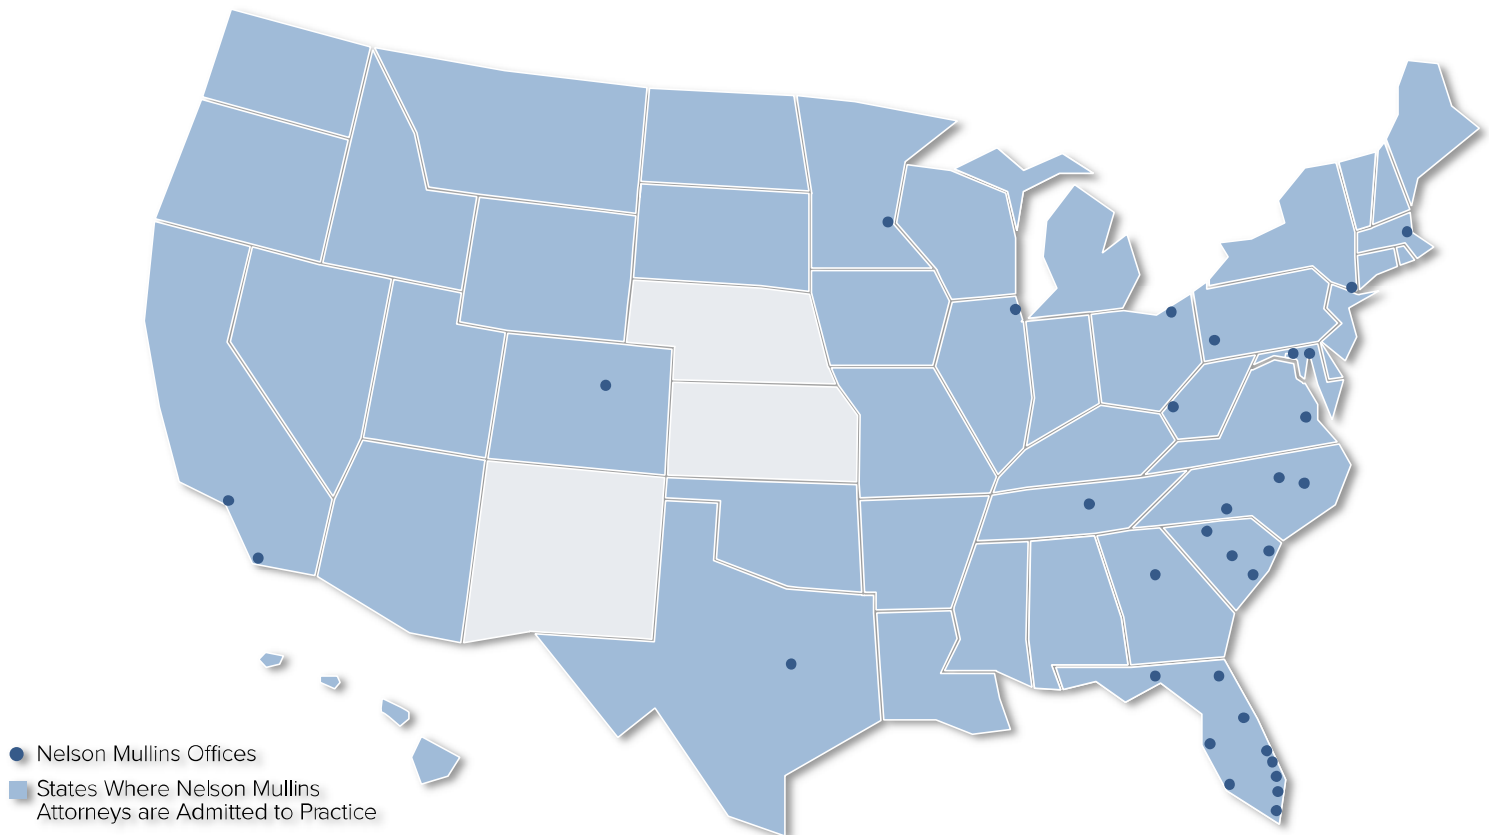 Nelson Mullins Offices
States Where Nelson Mullins
Attorneys are Admitted to Practice